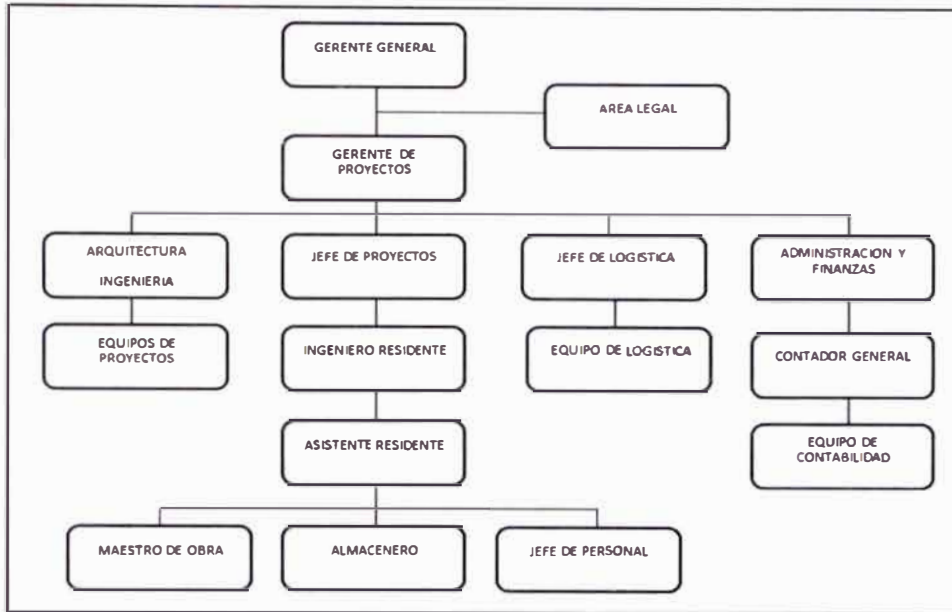 GERENTE GENERAL
AREA LEGAL
GERENTE DE
PROYECTOS
ARQUITECTURA
INGENIERIA
JEFE DE PROYECTOS
JEFE DE LOGISTICA
ADMINISTRACION Y
FINANZAS
EQUIPOS DE
PROYECTOS
INGENIERO RESIDENTE
EQUIPO DE LOGISTICA
CONTADOR GENERAL
ASISTENTE RESIDENTE
EQUIPO DE
CONTABILIDAD
MAESTRO DE OBRA
ALMACENERO
JEFE DE PERSONAL